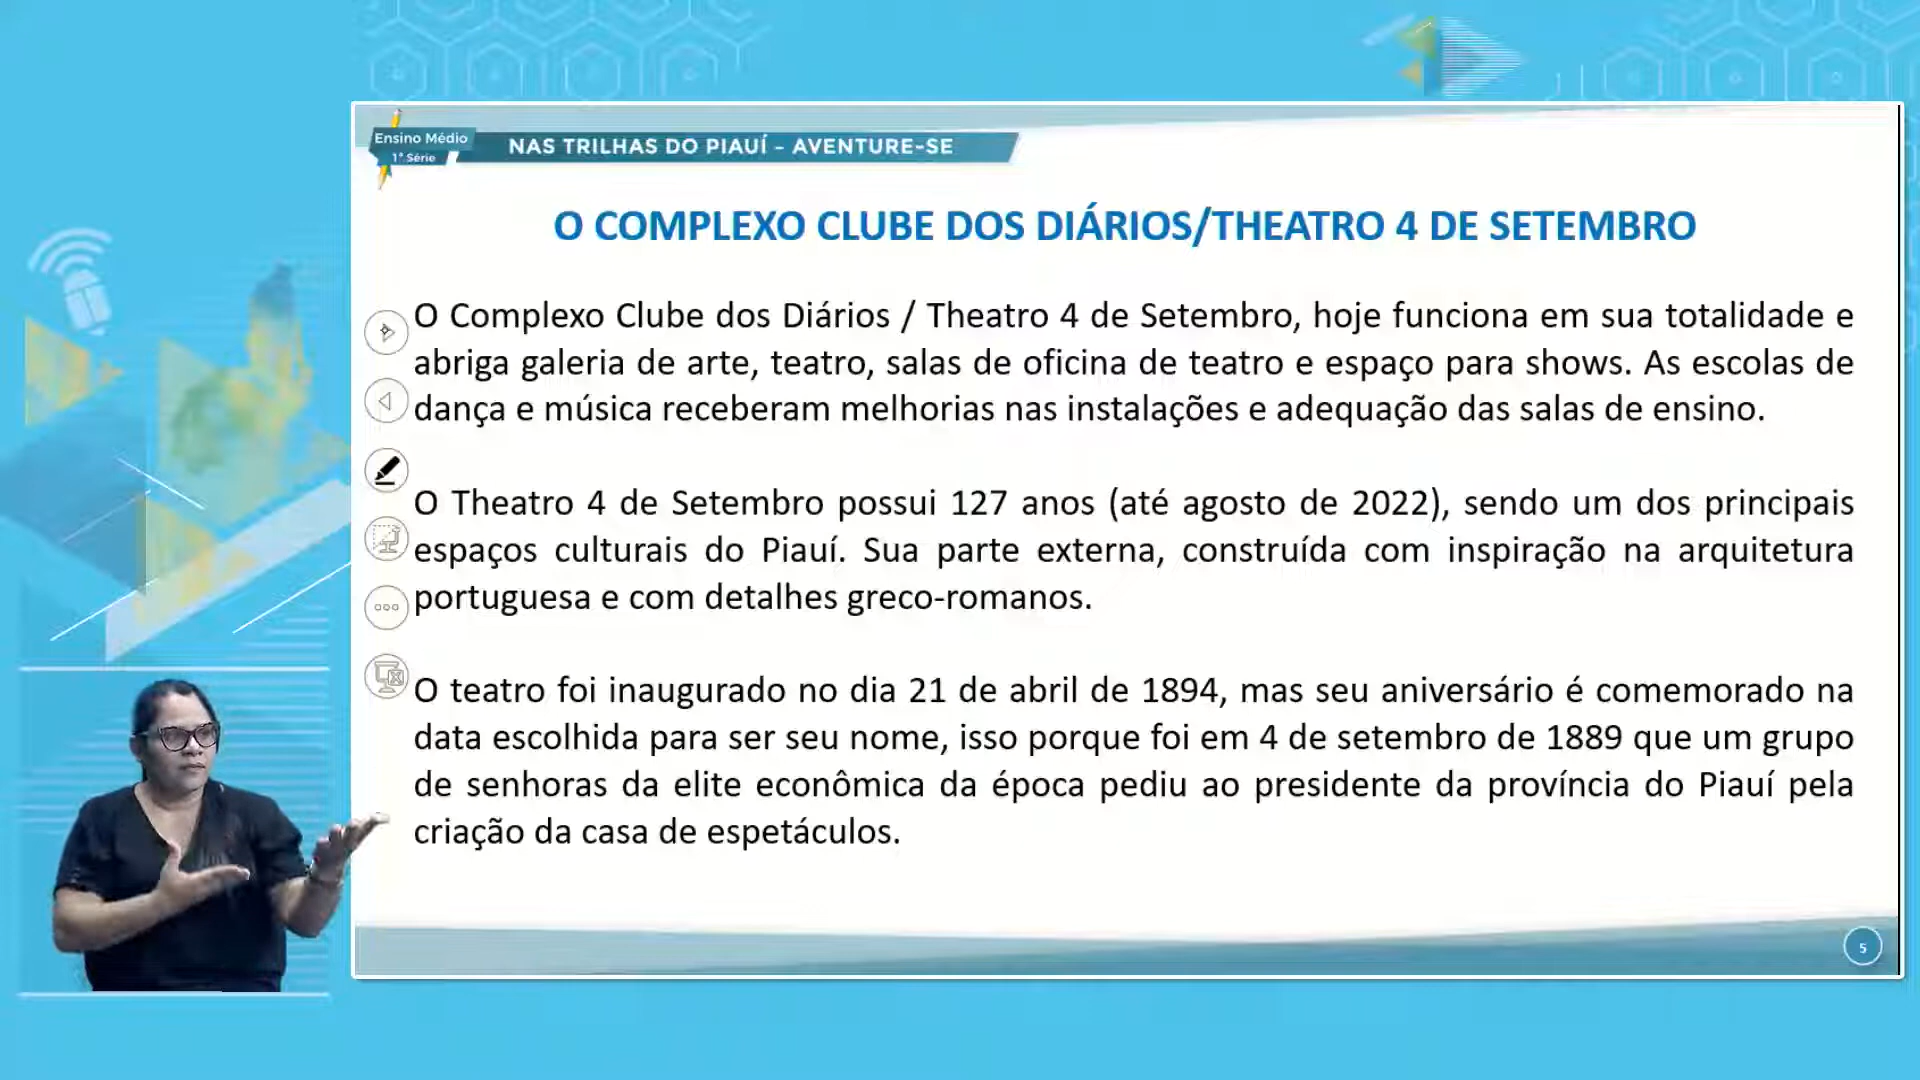 Ensino Médio
1ª Série
NAS TRILHAS DO PIAUÍ – AVENTURE-SE
O COMPLEXO CLUBE DOS DIÁRIOS/THEATRO 4 DE SETEMBRO
O Complexo Clube dos Diários / Theatro 4 de Setembro, hoje funciona em sua totalidade e
abriga galeria de arte, teatro, salas de oficina de teatro e espaço para shows. As escolas de
dança e música receberam melhorias nas instalações e adequação das salas de ensino.
O Theatro 4 de Setembro possui 127 anos (até agosto de 2022), sendo um dos principais
espaços culturais do Piauí. Sua parte externa, construída com inspiração na arquitetura
portuguesa e com detalhes greco-romanos.
O teatro foi inaugurado no dia 21 de abril de 1894, mas seu aniversário é comemorado na
data escolhida para ser seu nome, isso porque foi em 4 de setembro de 1889 que um grupo
de senhoras da elite econômica da época pediu ao presidente da província do Piauí pela
criação da casa de espetáculos.
5